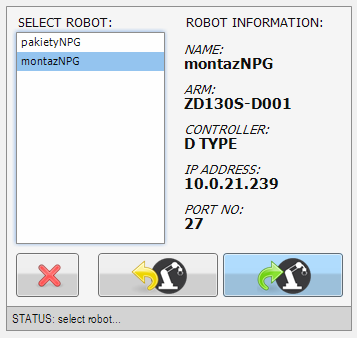 SELECT ROBOT:
pakietyNPG
montazNPG
ROBOT INFORMATION:
NAME:
montazNPG
ARM:
ZD130S-D001
CONTROLLER:
D TYPE
IP ADDRESS:
10.0.21.239
PORT NO:
27
STATUS: select robot...